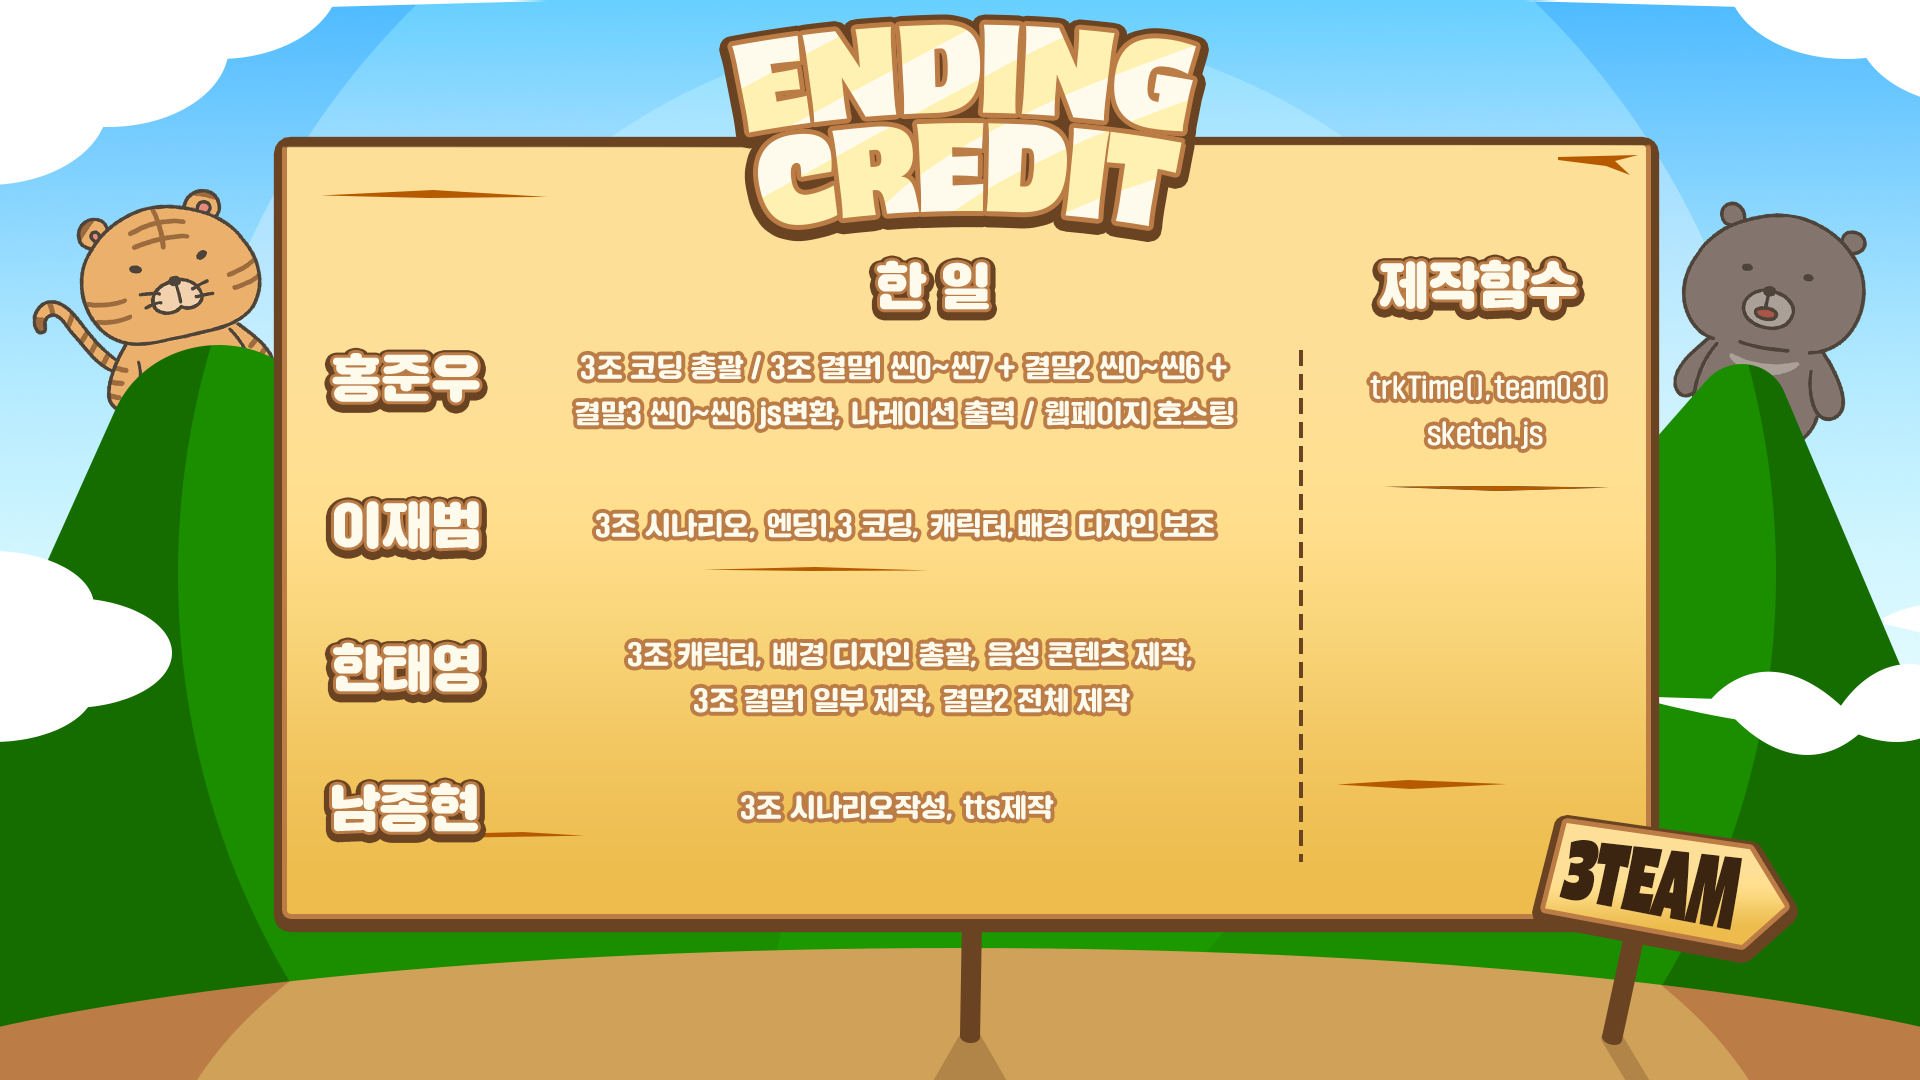 ENDING
CREDIT
한 일
제작함수
홍준우
3조 코딩 총괄 / 3조 결말1 씬0~씬7 + 결말2 씬0~씬6 +
결말3 씬0~씬6 js변환, 나레이션 출력 / 웹페이지 호스팅
trkTime(),team03()
sketch.js
이재범
3조 시나리오, 엔딩1,3 코딩, 캐릭터,배경 디자인 보조
한태영
3조 캐릭터, 배경 디자인 총괄, 음성 콘텐츠 제작,
3조 결말1 일부 제작, 결말2 전체 제작
남종현
3조 시나리오작성, tts제작
3TEAM